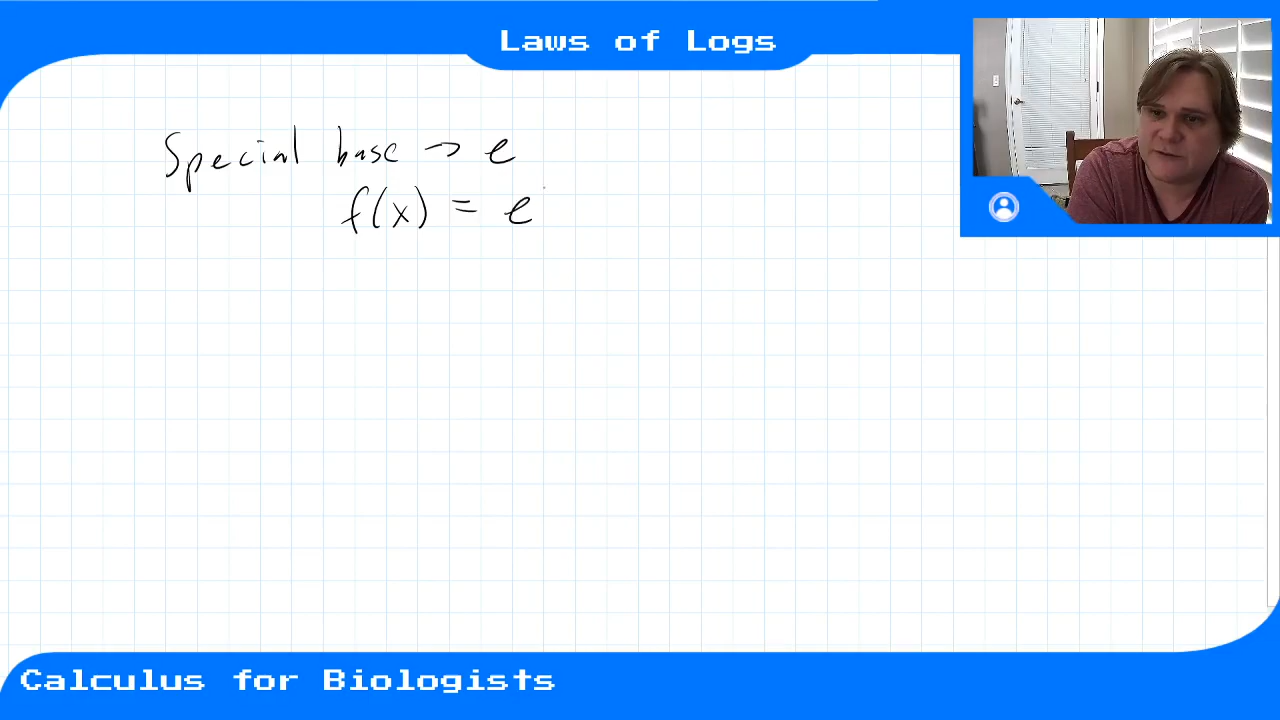 Laws of Logs
Special base → e
f(x) = e
Calculus for Biologists